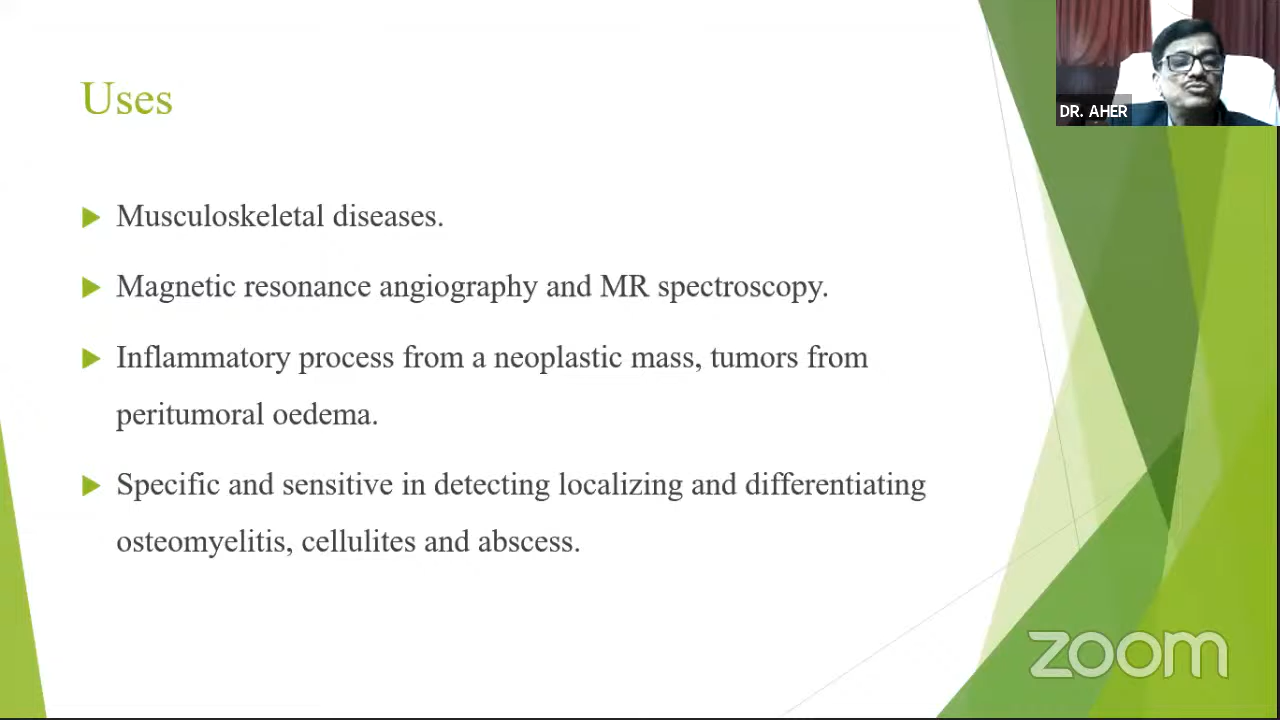 DR. AHER
Uses
Musculoskeletal diseases.
Magnetic resonance angiography and MR spectroscopy.
Inflammatory process from a neoplastic mass, tumors from
peritumoral oedema.
Specific and sensitive in detecting localizing and differentiating
osteomyelitis, cellulites and abscess.
zoom